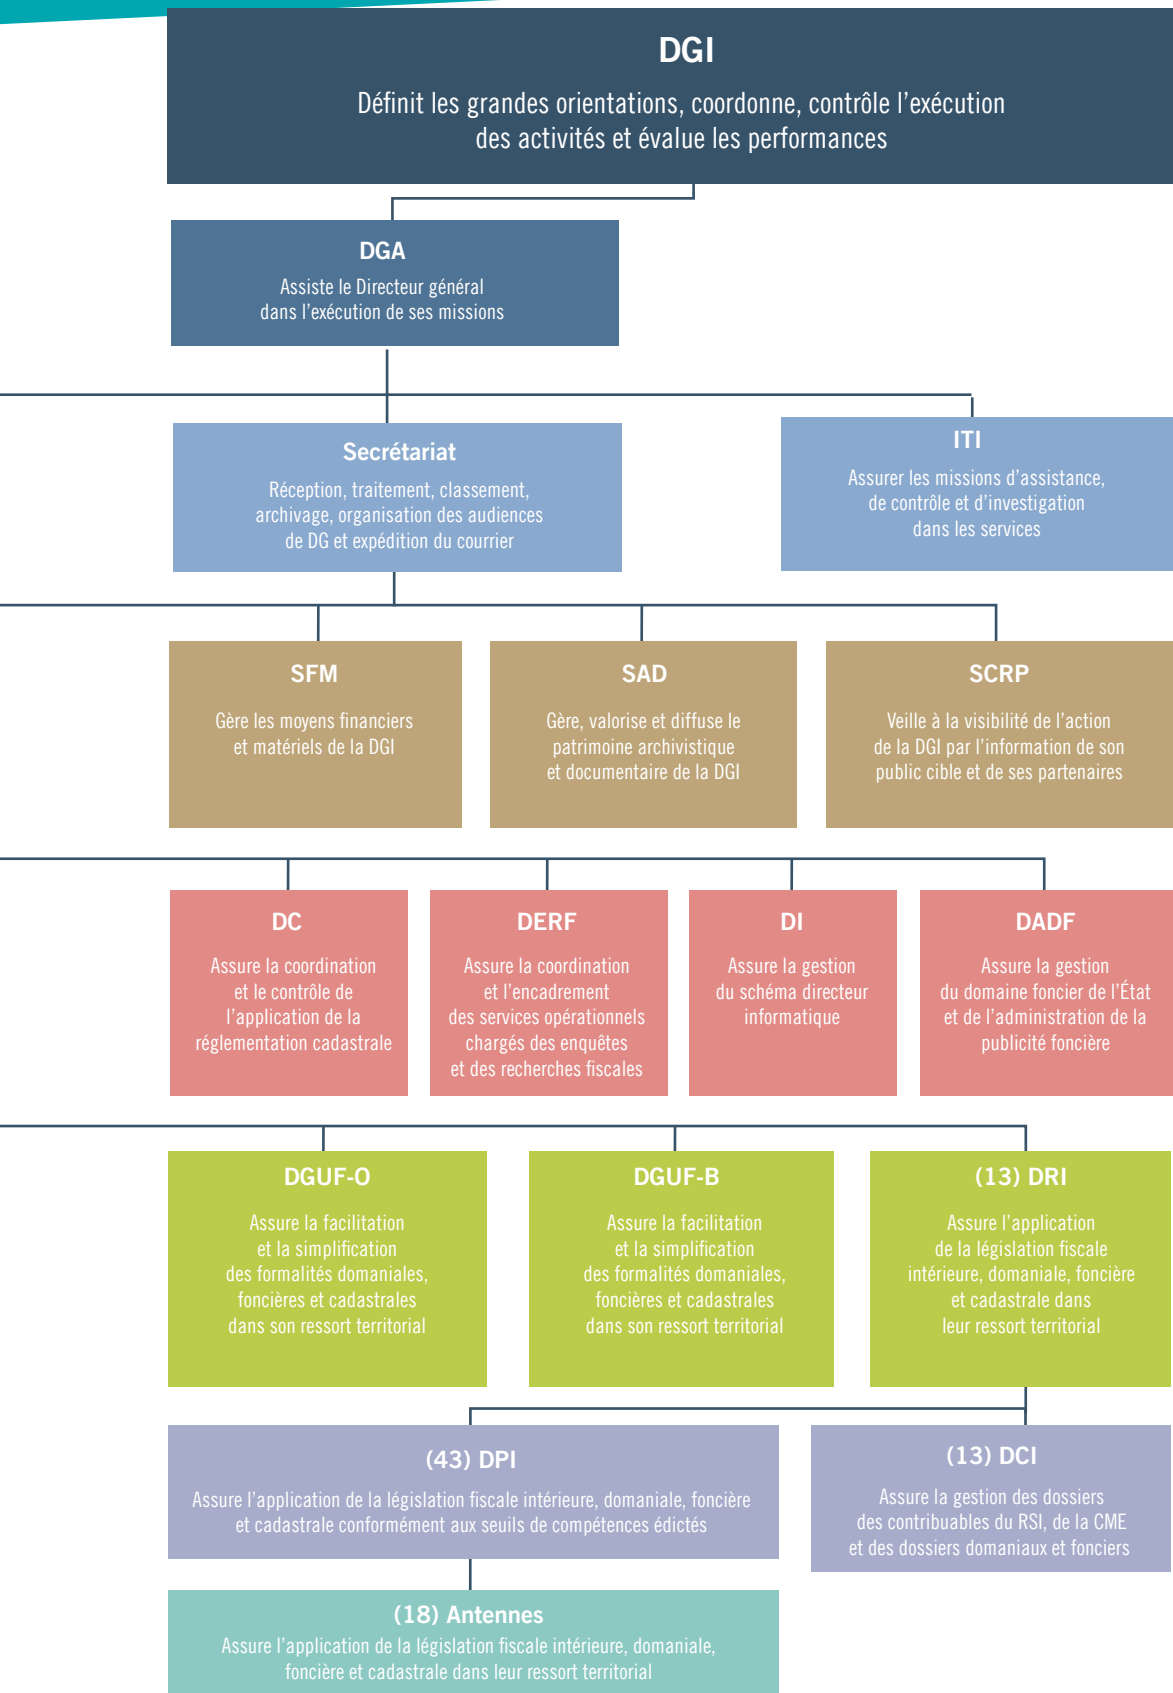 DGI
Définit les grandes orientations, coordonne, contrôle l’exécution
des activités et évalue les performances
DGA
Assiste le Directeur général
dans l’exécution de ses missions
Secrétariat
Réception, traitement, classement,
archivage, organisation des audiences
de DG et expédition du courrier
ITI
Assurer les missions d’assistance,
de contrôle et d’investigation
dans les services
SFM
Gère les moyens financiers
et matériels de la DGI
SAD
Gère, valorise et diffuse le
patrimoine archivistique
et documentaire de la DGI
SCRP
Veille à la visibilité de l’action
de la DGI par l’information de son
public cible et de ses partenaires
DC
Assure la coordination
et le contrôle de
l’application de la
réglementation cadastrale
DERF
Assure la coordination
et l’encadrement
des services opérationnels
chargés des enquêtes
et des recherches fiscales
DI
Assure la gestion
du schéma directeur
informatique
DADF
Assure la gestion
du domaine foncier de l’État
et de l’administration de la
publicité foncière
DGUF-O
Assure la facilitation
et la simplification
des formalités domaniales,
foncières et cadastrales
dans son ressort territorial
DGUF-B
Assure la facilitation
et la simplification
des formalités domaniales,
foncières et cadastrales
dans son ressort territorial
(13) DRI
Assure l’application
de la législation fiscale
intérieure, domaniale, foncière
et cadastrale dans
leur ressort territorial
(43) DPI
Assure l’application de la législation fiscale intérieure, domaniale, foncière
et cadastrale conformément aux seuils de compétences édictés
(13) DCI
Assure la gestion des dossiers
des contribuables du RSI, de la CME
et des dossiers domaniaux et fonciers
(18) Antennes
Assure l’application de la législation fiscale intérieure, domaniale,
foncière et cadastrale dans leur ressort territorial